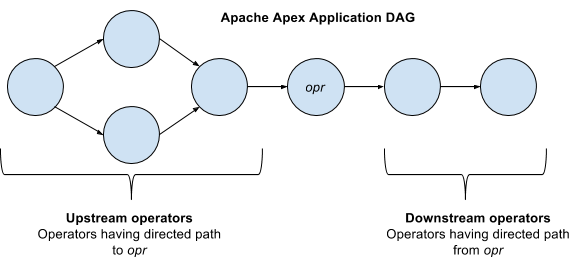 Apache Apex Application DAG
opr
Upstream operators
Operators having directed path
to opr
Downstream operators
Operators having directed path
from opr